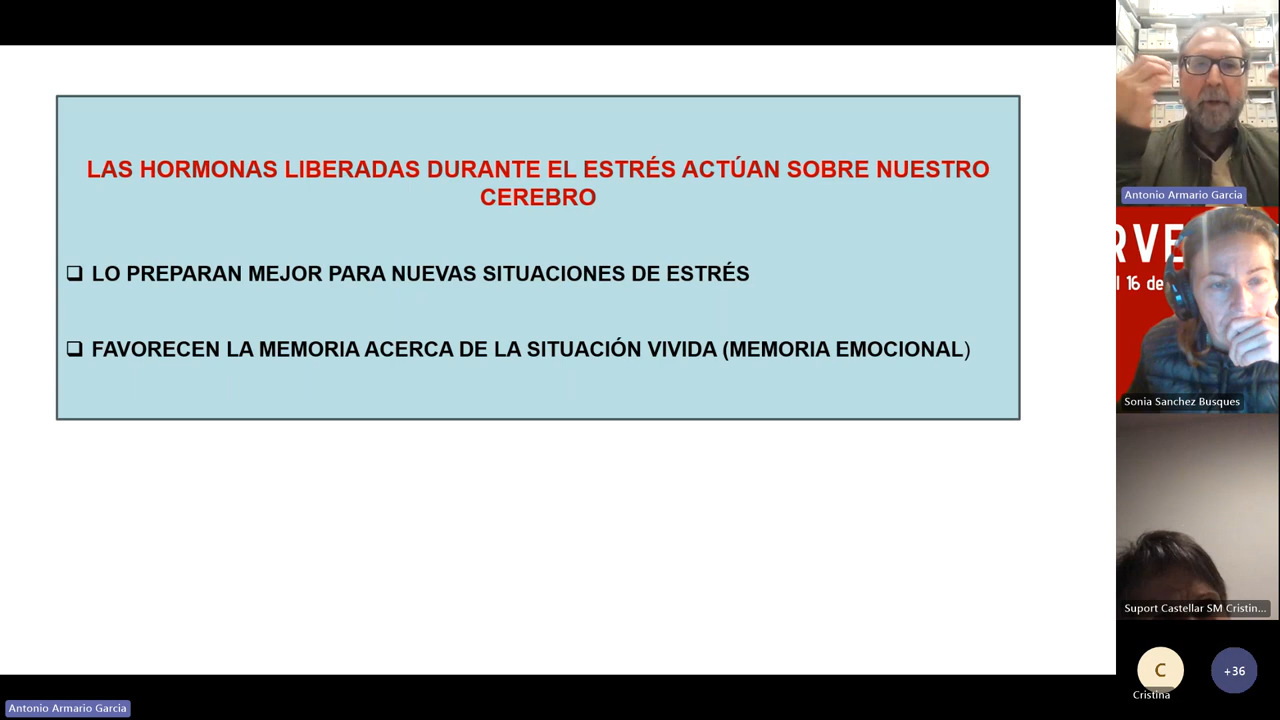 LAS HORMONAS LIBERADAS DURANTE EL ESTRÉS ACTÚAN SOBRE NUESTRO
CEREBRO
❑ LO PREPARAN MEJOR PARA NUEVAS SITUACIONES DE ESTRÉS
❑ FAVORECEN LA MEMORIA ACERCA DE LA SITUACIÓN VIVIDA (MEMORIA EMOCIONAL)
Antonio Armario Garcia
RVE
l 16 de
Sonia Sanchez Busques
Suport Castellar SM Cristin...
C
+36
Cristina
Antonio Armario Garcia